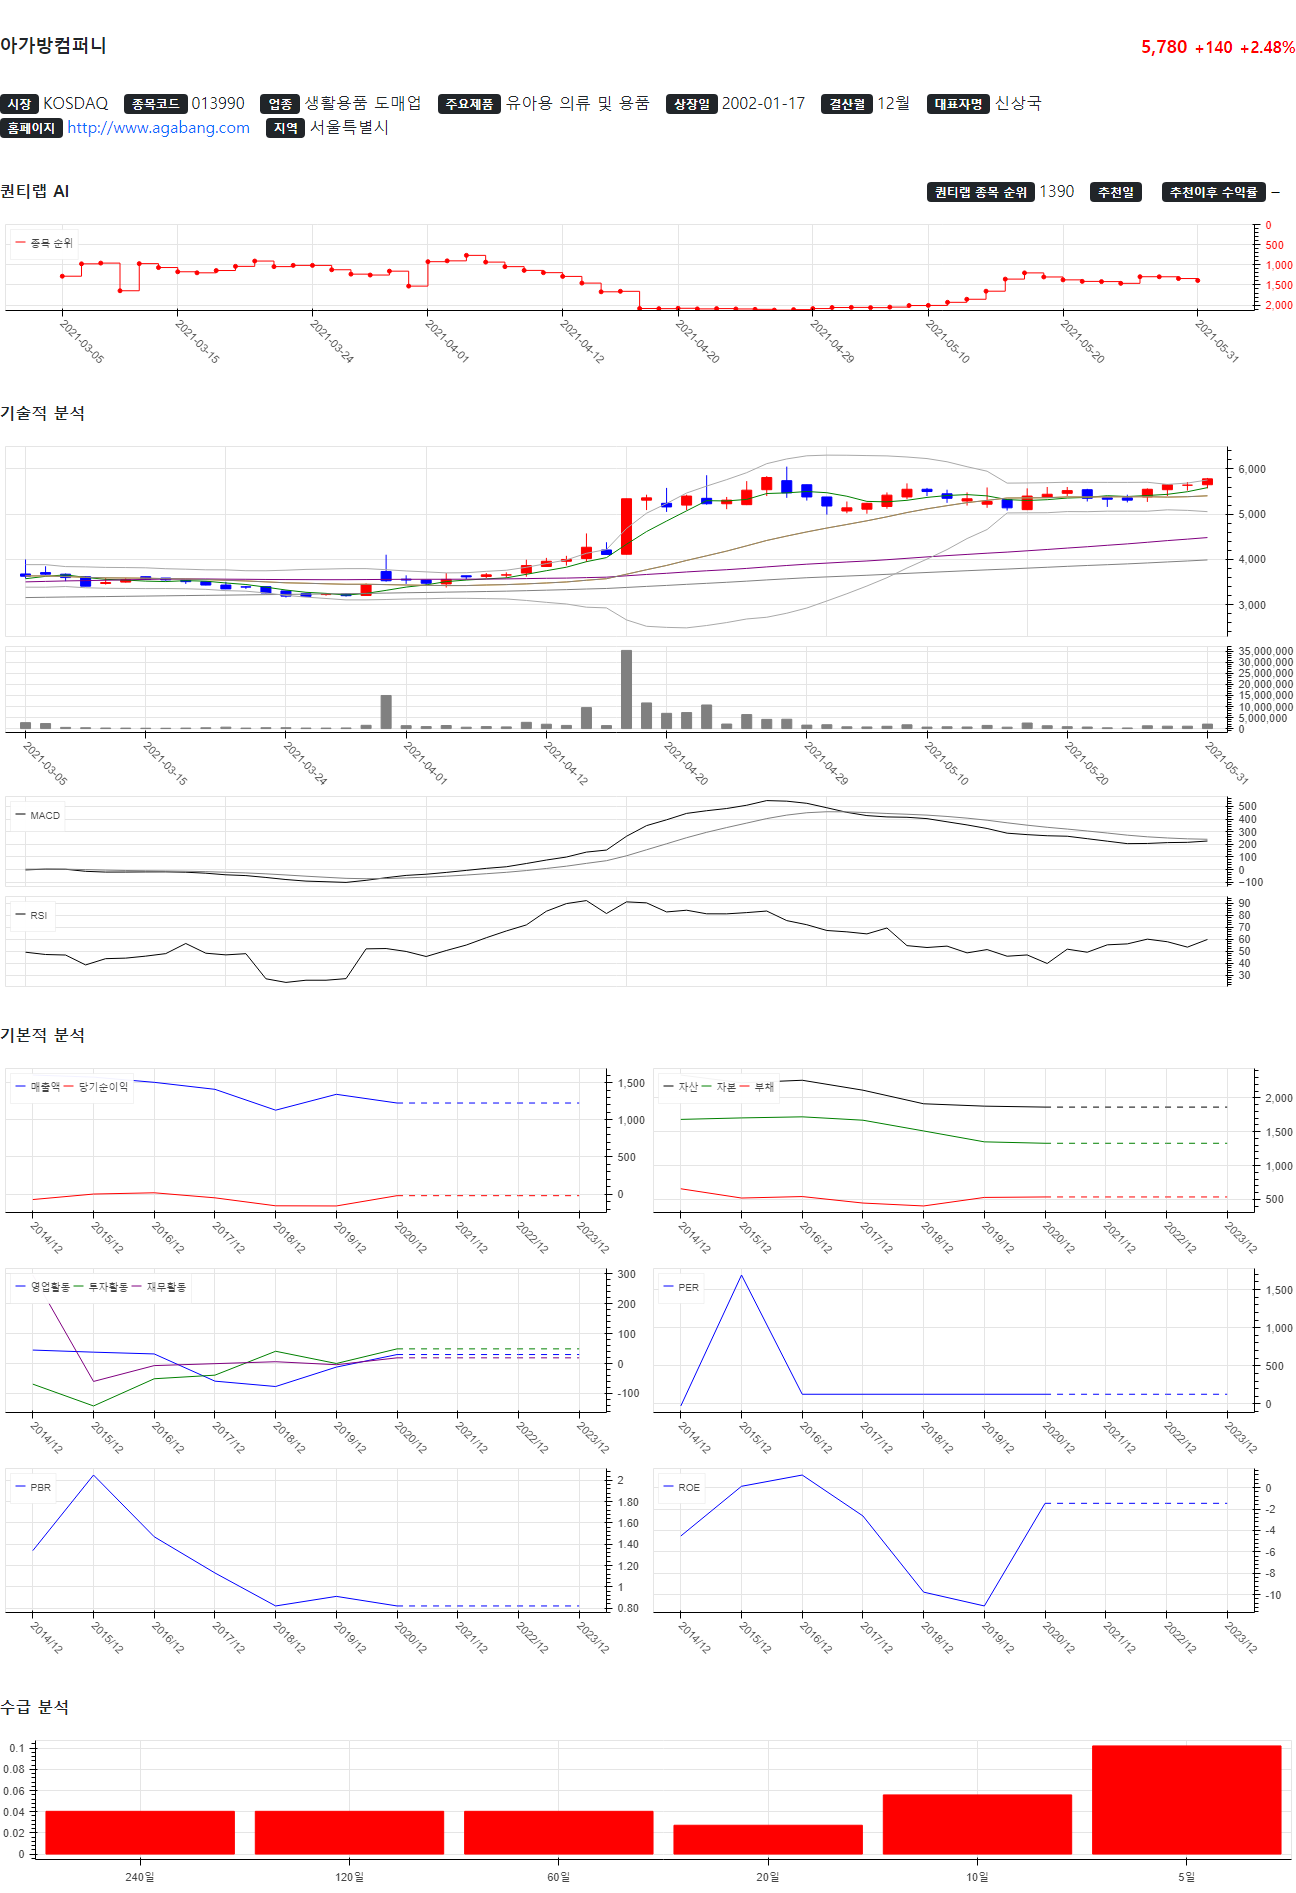 아가방컴퍼니
5,780 +140 +2.48%
시장 KOSDAQ 종목코드 013990 업종 생활용품 도매업 주요제품 유아용 의류 및 용품 상장일 2002-01-17 결산월 12월 대표자명 신상국
홈페이지 http://www.agabang.com 지역 서울특별시
퀀티랩 AI
퀀티랩 종목 순위 1390 추천일 추천이후 수익률 –
종목 순위
0
500
1,000
1,500
2,000
2021-03-05 2021-03-15 2021-03-24 2021-04-01 2021-04-12 2021-04-20 2021-04-29 2021-05-10 2021-05-20 2021-05-31
기술적 분석
6,000
5,000
4,000
3,000
35,000,000
30,000,000
25,000,000
20,000,000
15,000,000
10,000,000
5,000,000
0
2021-03-05 2021-03-15 2021-03-24 2021-04-01 2021-04-12 2021-04-20 2021-04-29 2021-05-10 2021-05-20 2021-05-31
MACD
500
400
300
200
100
0
−100
RSI
90
80
70
60
50
40
30
기본적 분석
매출액 당기순이익
1,500
1,000
500
0
2014/12 2015/12 2016/12 2017/12 2018/12 2019/12 2020/12 2021/12 2022/12 2023/12
자산 자본 부채
2,000
1,500
1,000
500
2014/12 2015/12 2016/12 2017/12 2018/12 2019/12 2020/12 2021/12 2022/12 2023/12
영업활동 투자활동 재무활동
300
200
100
0
-100
2014/12 2015/12 2016/12 2017/12 2018/12 2019/12 2020/12 2021/12 2022/12 2023/12
PER
1,500
1,000
500
0
2014/12 2015/12 2016/12 2017/12 2018/12 2019/12 2020/12 2021/12 2022/12 2023/12
PBR
2
1.80
1.60
1.40
1.20
1
0.80
2014/12 2015/12 2016/12 2017/12 2018/12 2019/12 2020/12 2021/12 2022/12 2023/12
ROE
0
-2
-4
-6
-8
-10
2014/12 2015/12 2016/12 2017/12 2018/12 2019/12 2020/12 2021/12 2022/12 2023/12
수급 분석
0.1
0.08
0.06
0.04
0.02
0
240일 120일 60일 20일 10일 5일